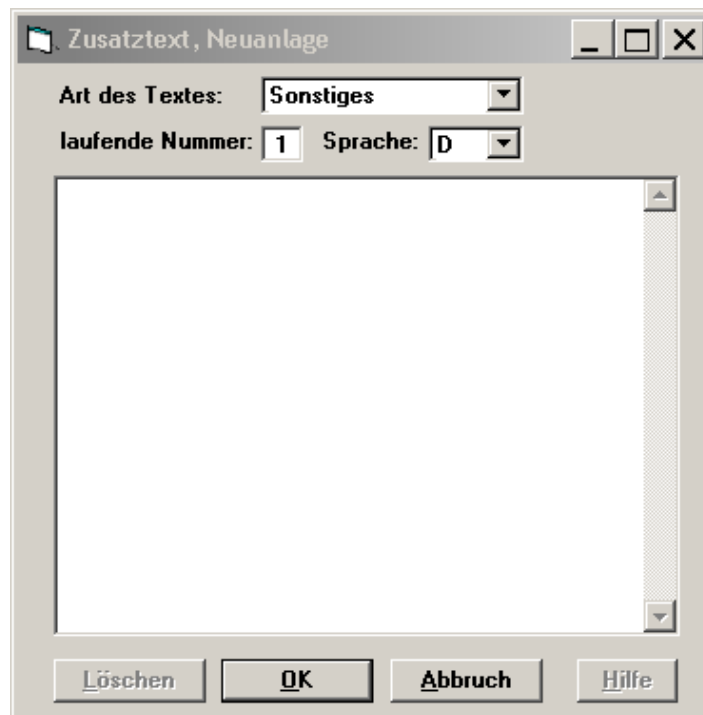 Zusatztext, Neuanlage
Art des Textes: Sonstiges
laufende Nummer: 1 Sprache: D
Löschen OK Abbruch Hilfe